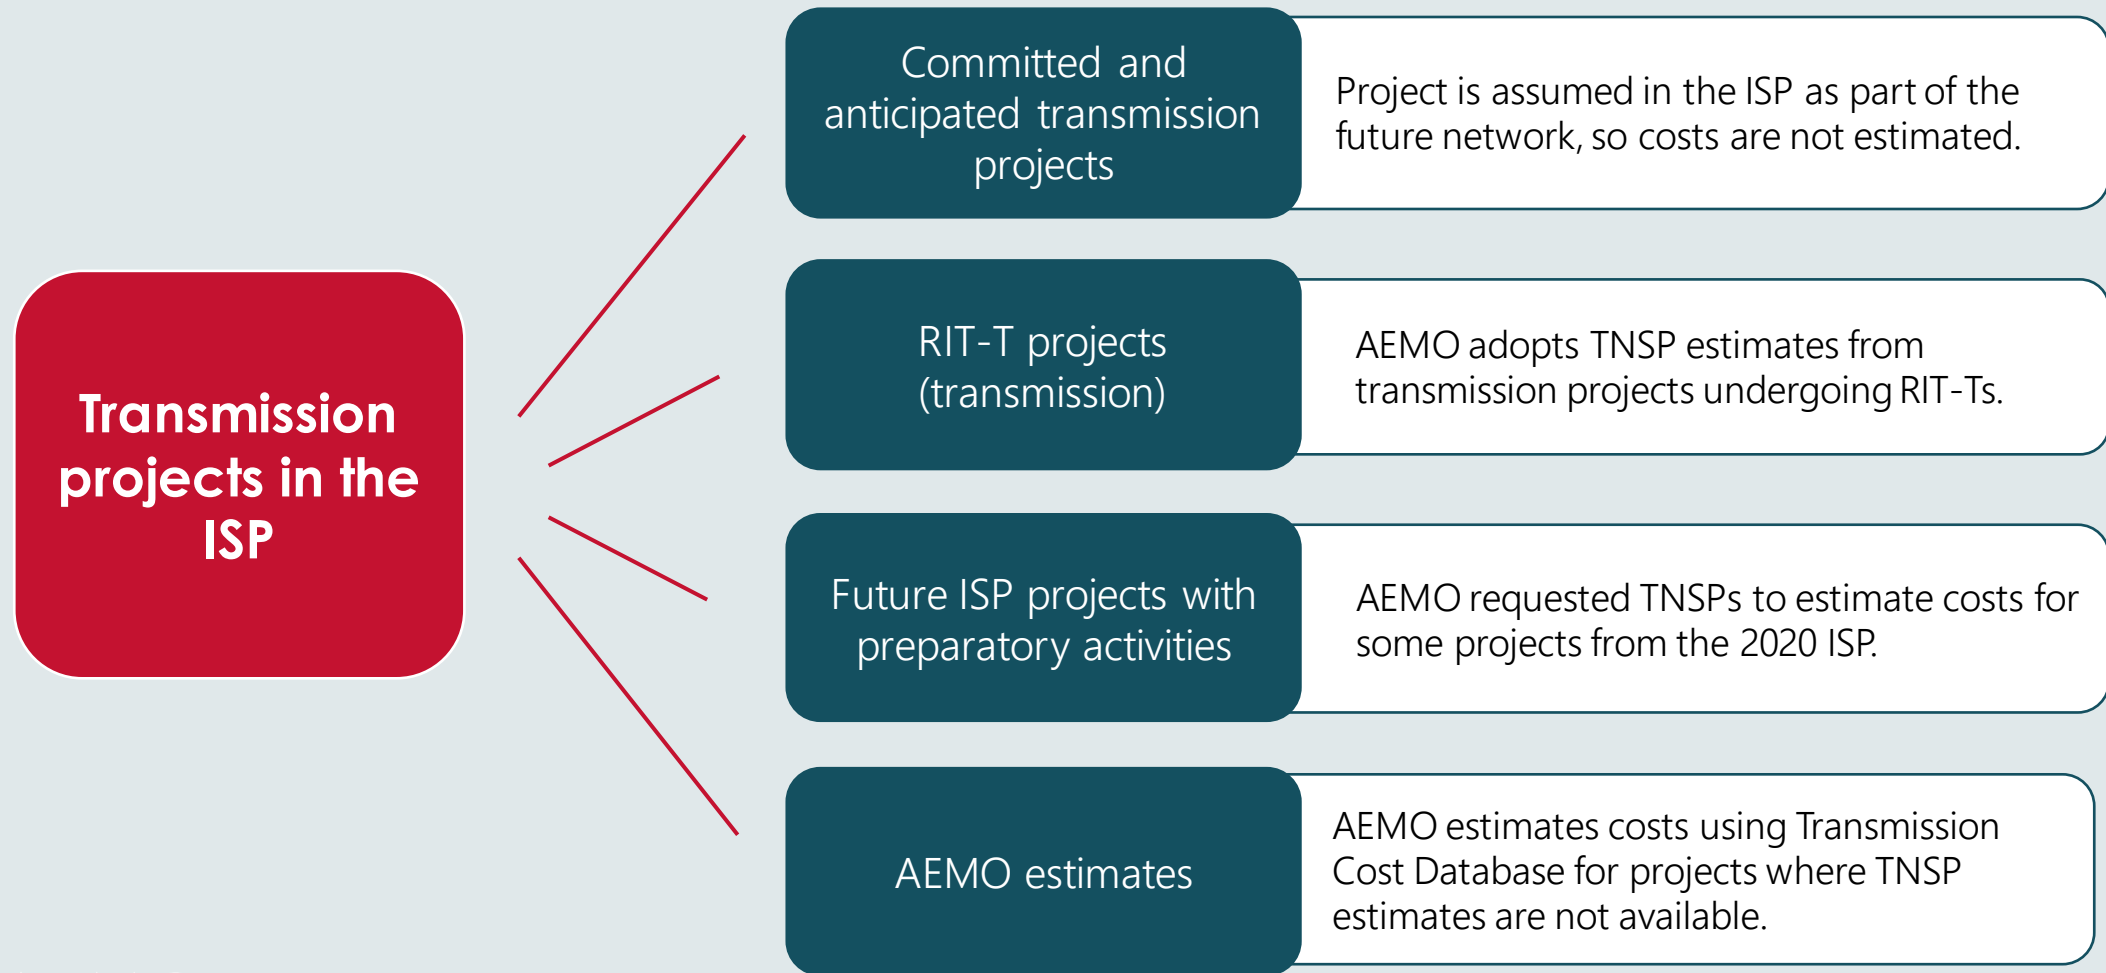 Transmission
projects in the
ISP
Committed and
anticipated transmission
projects
Project is assumed in the ISP as part of the
future network, so costs are not estimated.
RIT-T projects
(transmission)
AEMO adopts TNSP estimates from
transmission projects undergoing RIT-Ts.
Future ISP projects with
preparatory activities
AEMO requested TNSPs to estimate costs for
some projects from the 2020 ISP.
AEMO estimates
AEMO estimates costs using Transmission
Cost Database for projects where TNSP
estimates are not available.